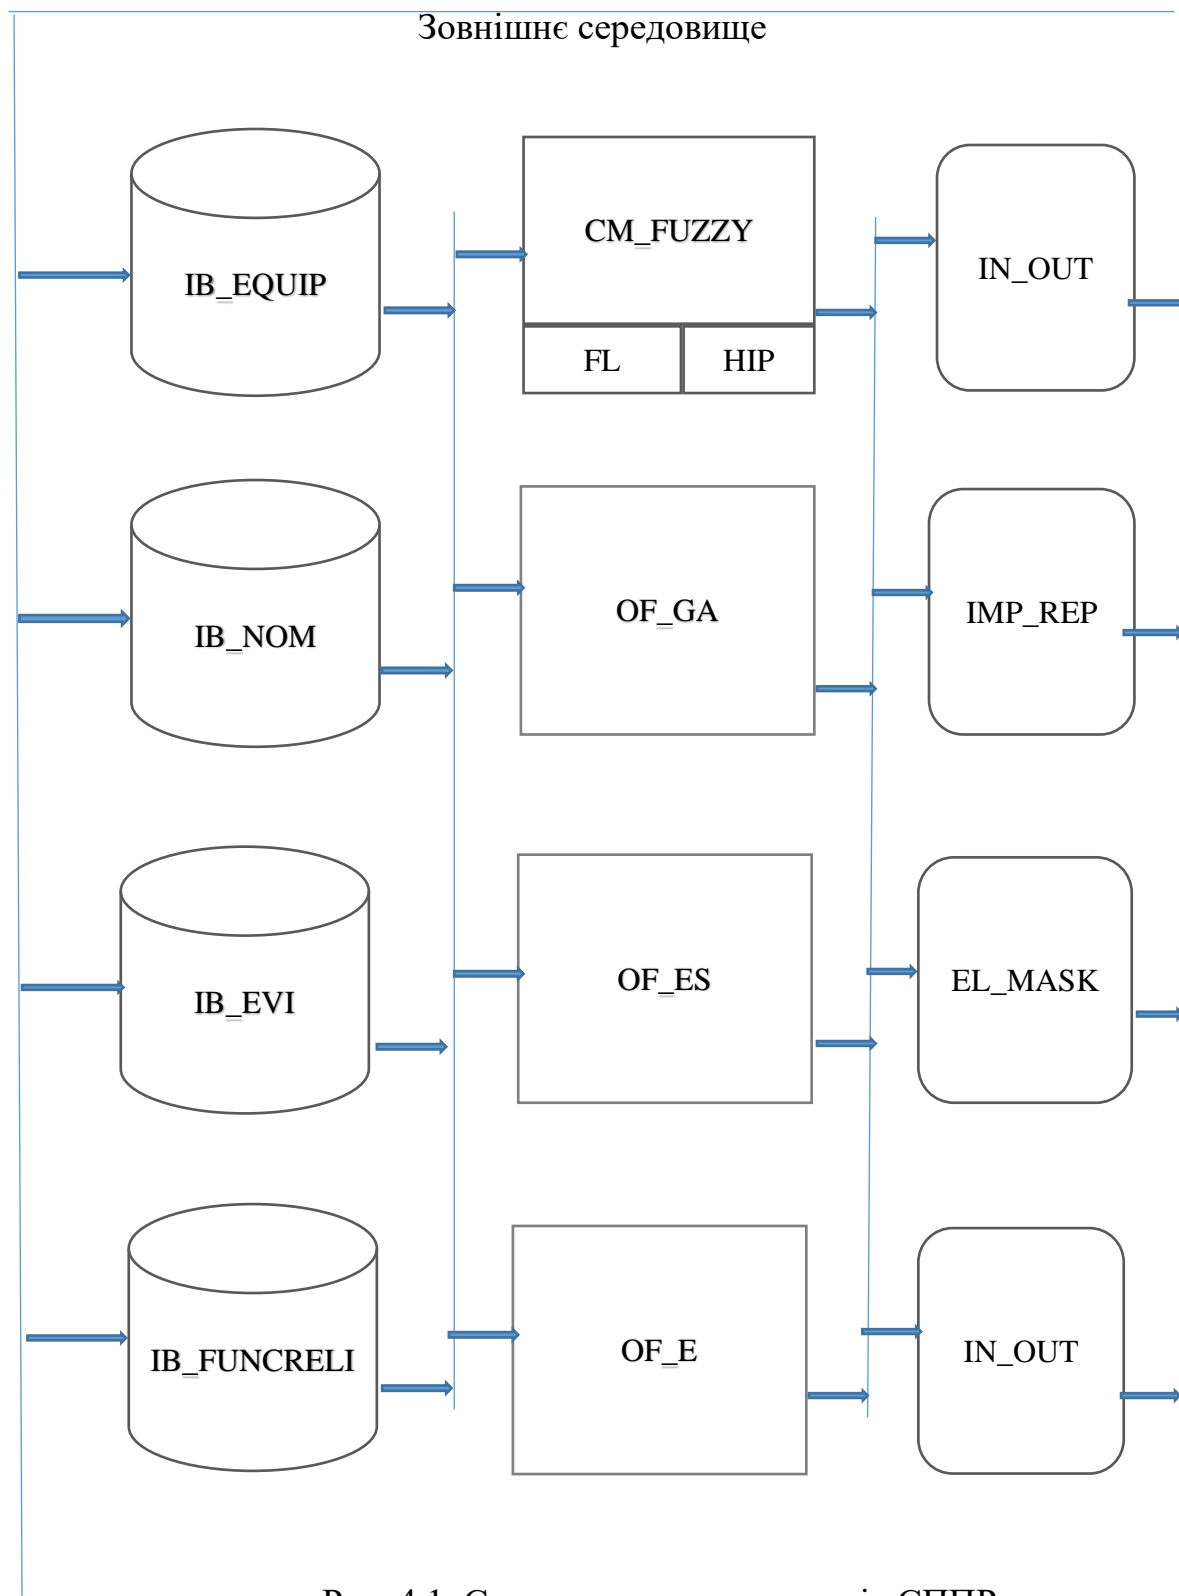 Зовнішнє середовище
IB_EQUIP
CM_FUZZY
FL
HIP
IN_OUT
IB_NOM
OF_GA
IMP_REP
IB_EVI
OF_ES
EL_MASK
IB_FUNCRELI
OF_E
IN_OUT